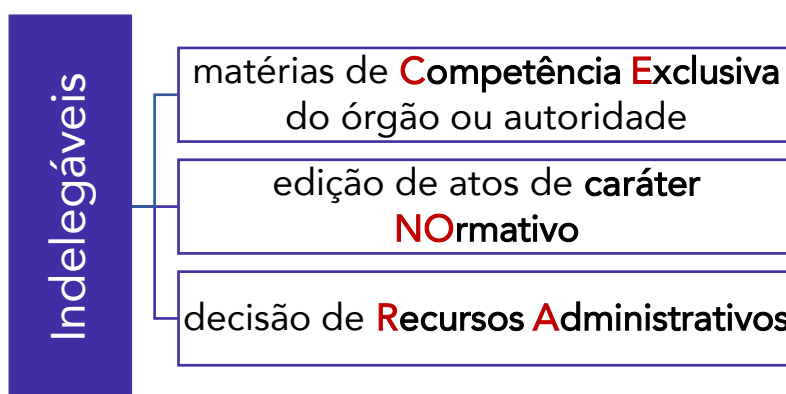 Indelegáveis
matérias de Competência Exclusiva
do órgão ou autoridade
edição de atos de caráter
NOrmativo
decisão de Recursos Administrativos